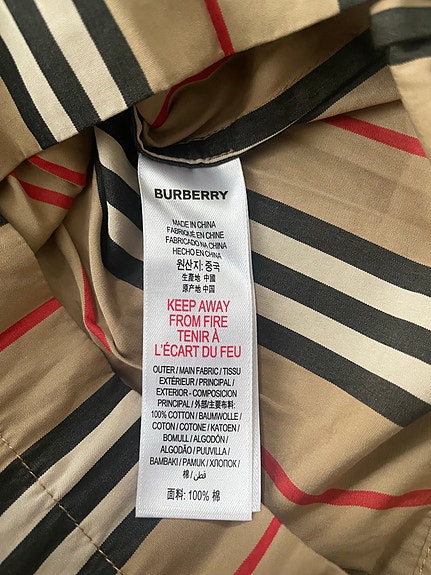 BURBERRY
MADE IN CHINA
FABRIQUÉ EN CHINE
FABRICADO NA CHINA
HECHO EN CHINA
원산지: 중국
生產地 中國
原产地 中国
KEEP AWAY
FROM FIRE
TENIR À
L'ÉCART DU FEU
OUTER / MAIN FABRIC / TISSU
EXTÉRIEUR / PRINCIPAL /
EXTERIOR - COMPOSICION
PRINCIPAL / 外部/主要布料:
100% COTTON / BAUMWOLLE /
COTON / COTONE / KATOEN /
BOMULL / ALGODÓN /
ALGODÃO / PUUVILLA /
BAMBAKI / PAMUK / ХЛОПОК /
棉 / قطن /
面料: 100% 棉